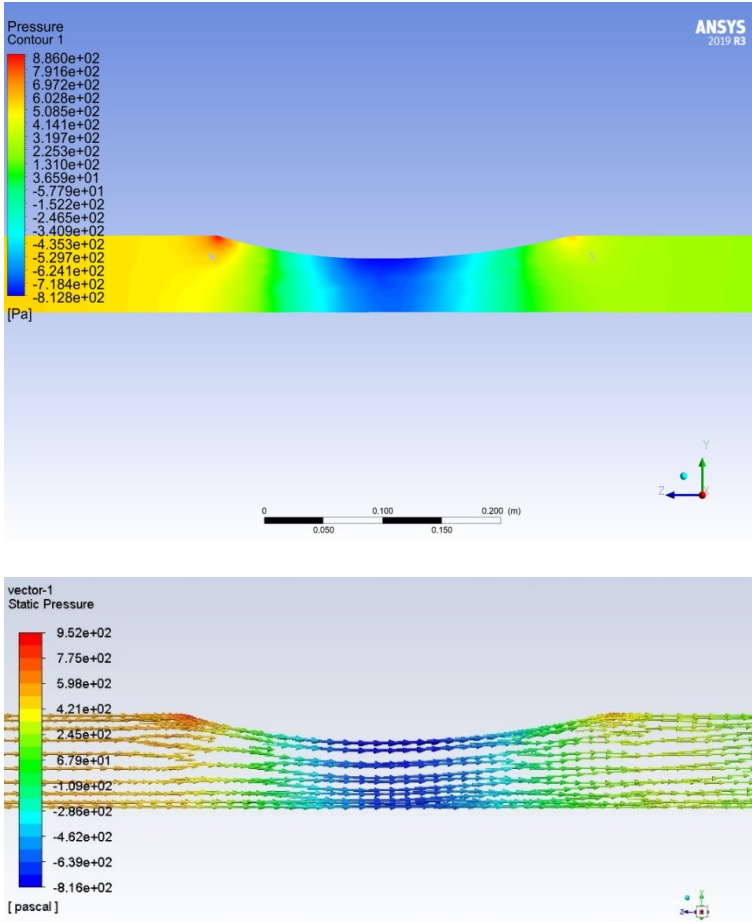 Pressure
Contour 1
ANSYS
2019 R3
8.860e+02
7.916e+02
6.972e+02
6.028e+02
5.085e+02
4.141e+02
3.197e+02
2.253e+02
1.310e+02
3.659e+01
-5.779e+01
-1.522e+02
-2.465e+02
-3.409e+02
-4.353e+02
-5.297e+02
-6.241e+02
-7.184e+02
-8.128e+02
[Pa]
Y
Z
X
0 0.100 0.200 (m)
0.050 0.150
vector-1
Static Pressure
9.52e+02
7.75e+02
5.98e+02
4.21e+02
2.45e+02
6.79e+01
-1.09e+02
-2.86e+02
-4.62e+02
-6.39e+02
-8.16e+02
[ pascal ]
Y
Z